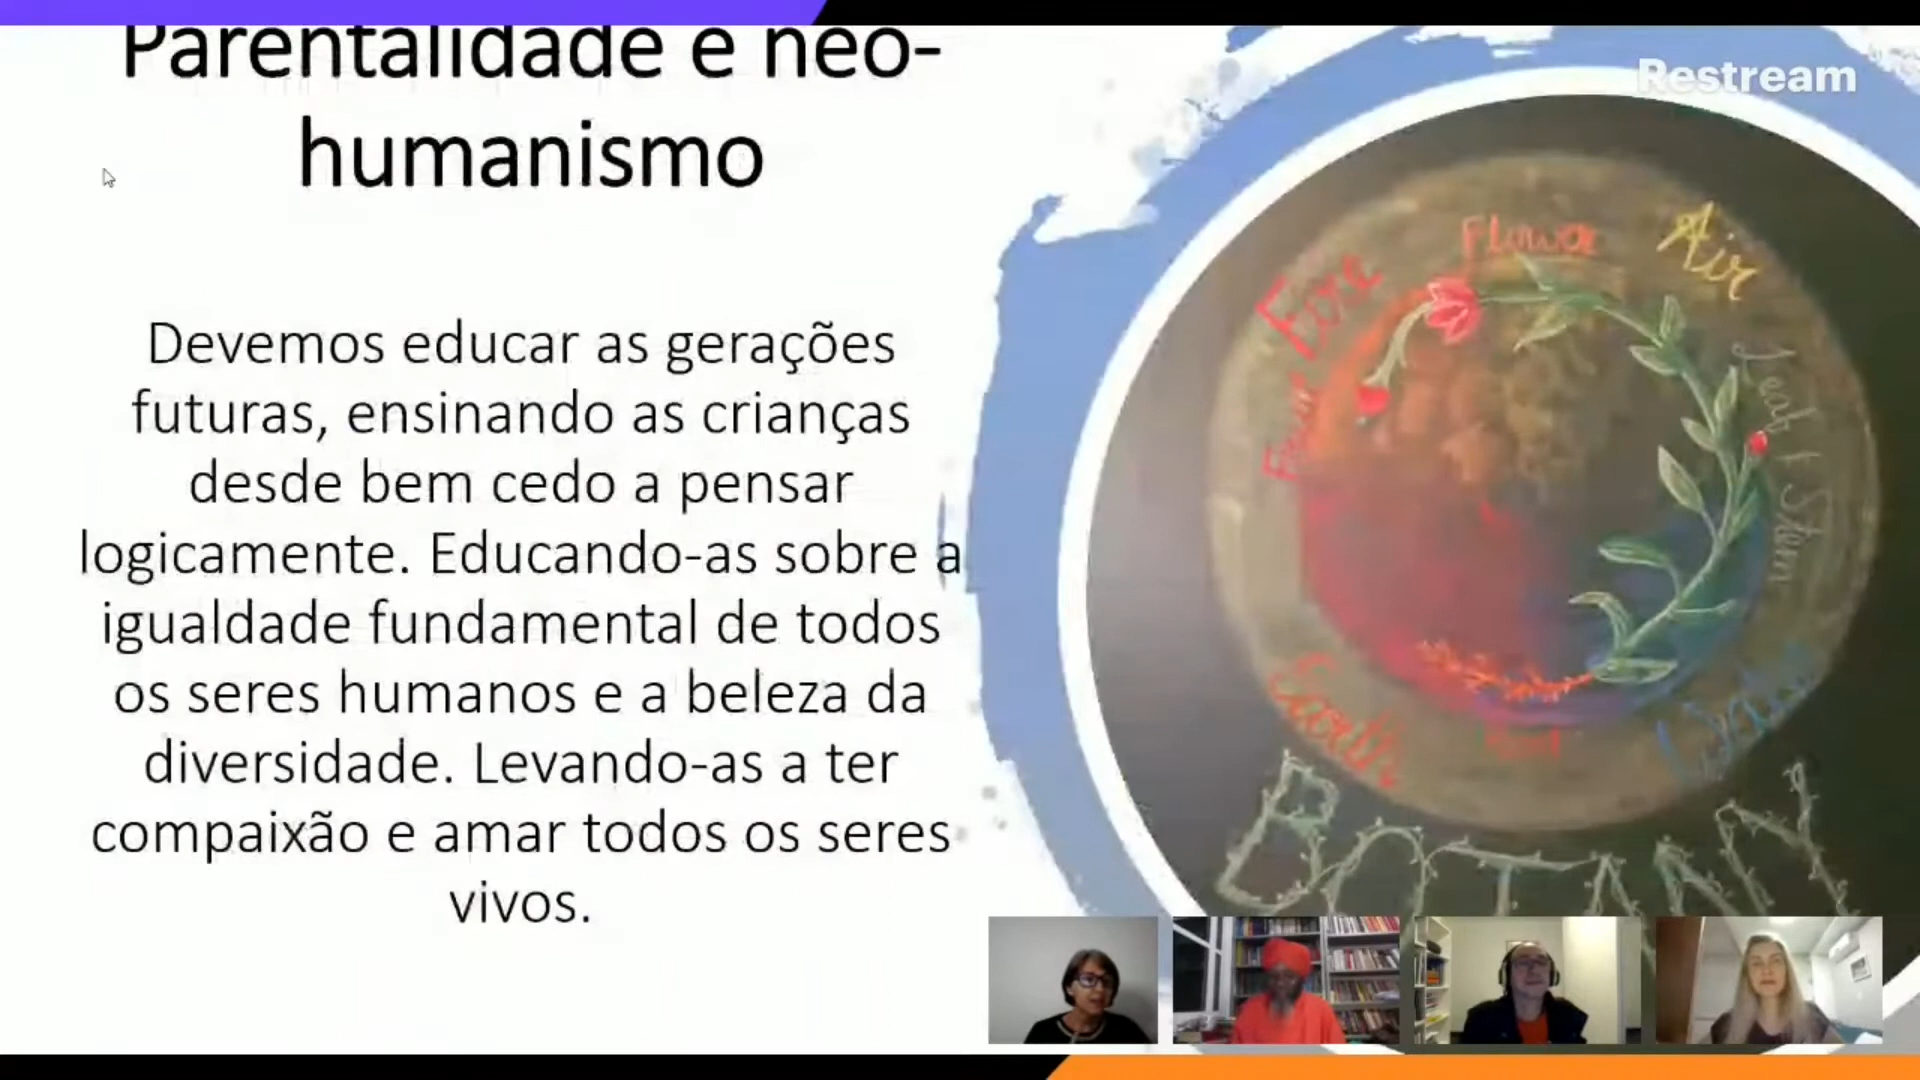 Parentalidade e neo-
humanismo
Restream
Devemos educar as gerações
futuras, ensinando as crianças
desde bem cedo a pensar
logicamente. Educando-as sobre a
igualdade fundamental de todos
os seres humanos e a beleza da
diversidade. Levando-as a ter
compaixão e amar todos os seres
vivos.
Flower
Air
Fire
Leaf + Stem
Earth
Water
BOTANY